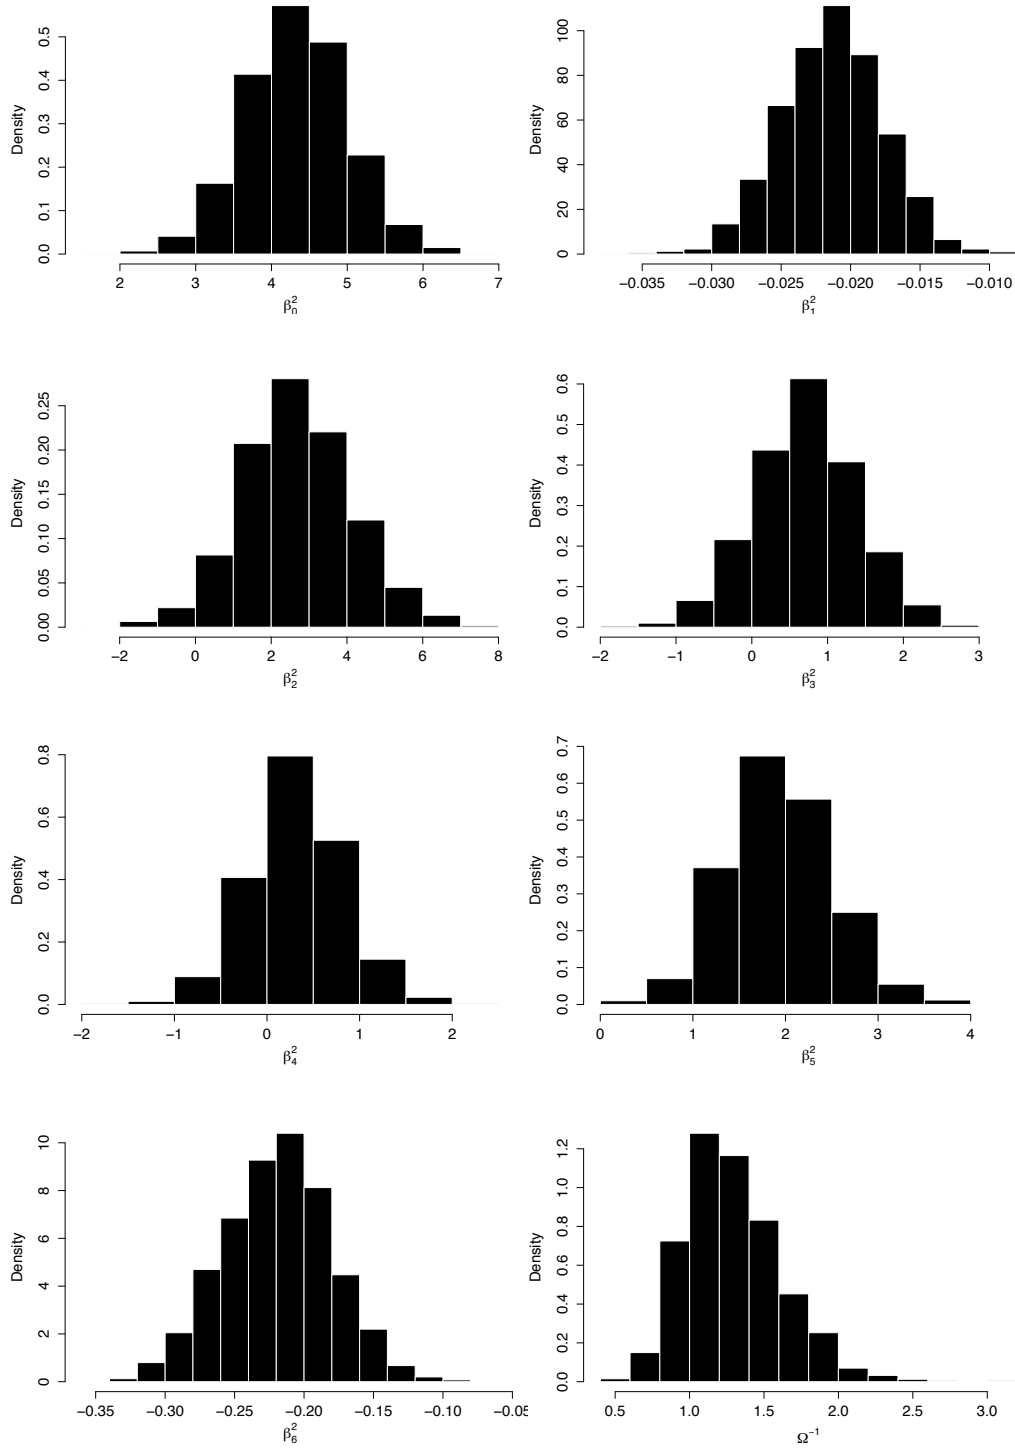 Density
0.0 0.1 0.2 0.3 0.4 0.5
2 3 4 5 6 7
β₀²
Density
0 20 40 60 80 100
−0.035 −0.030 −0.025 −0.020 −0.015 −0.010
β₁²
Density
0.00 0.05 0.10 0.15 0.20 0.25
−2 0 2 4 6 8
β₂²
Density
0.0 0.1 0.2 0.3 0.4 0.5 0.6
−2 −1 0 1 2 3
β₃²
Density
0.0 0.2 0.4 0.6 0.8
−2 −1 0 1 2
β₄²
Density
0.0 0.1 0.2 0.3 0.4 0.5 0.6 0.7
0 1 2 3 4
β₅²
Density
0 2 4 6 8 10
−0.35 −0.30 −0.25 −0.20 −0.15 −0.10
β₆²
Density
0.0 0.2 0.4 0.6 0.8 1.0 1.2
0.5 1.0 1.5 2.0 2.5 3.0
Ω⁻¹